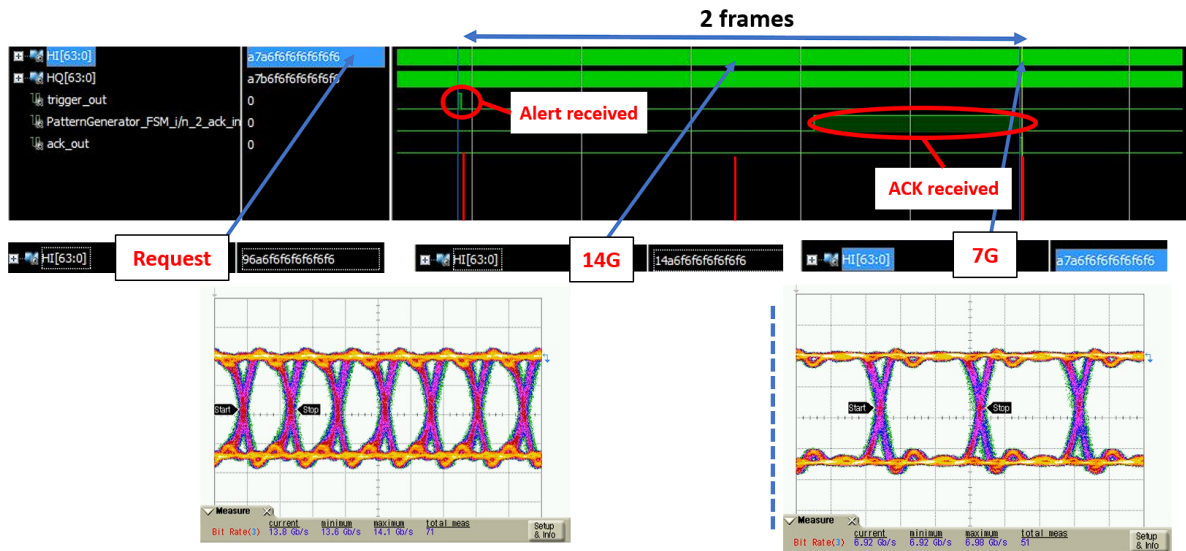 2 frames
HI[63:0] a7a6f6f6f6f6f6f6
HQ[63:0] a7b6f6f6f6f6f6f6
trigger_out 0
Alert received
PatternGenerator_FSM_i/n_2_ack_in 0
ack_out 0
ACK received
HI[63:0] Request 96a6f6f6f6f6f6f6
HI[63:0] 14G 14a6f6f6f6f6f6f6
HI[63:0] 7G a7a6f6f6f6f6f6f6
Start Stop
Start Stop
Measure
current minimum maximum total meas
Bit Rate(3) 13.8 Gb/s 13.6 Gb/s 14.1 Gb/s 71
Setup & Info
Measure
current minimum maximum total meas
Bit Rate(3) 6.92 Gb/s 6.92 Gb/s 6.98 Gb/s 51
Setup & Info